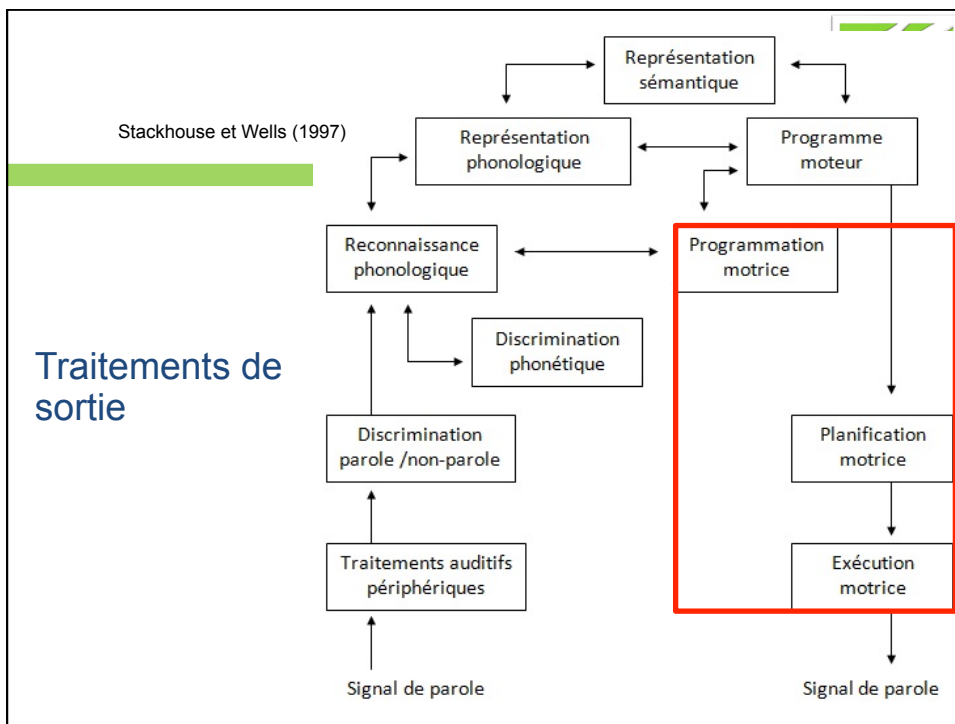 Représentation
sémantique
Stackhouse et Wells (1997)
Représentation
phonologique
Programme
moteur
Reconnaissance
phonologique
Programmation
motrice
Discrimination
phonétique
Traitements de
sortie
Discrimination
parole /non-parole
Planification
motrice
Traitements auditifs
périphériques
Exécution
motrice
Signal de parole
Signal de parole